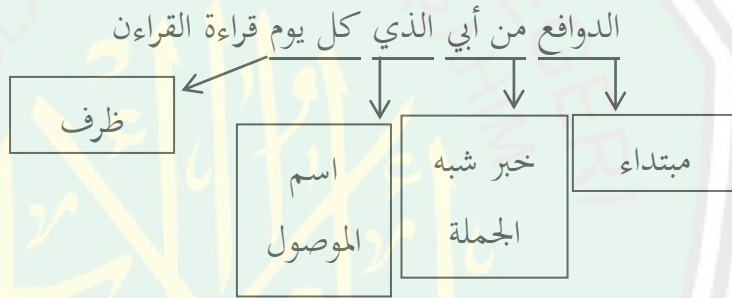 الدوافع من أبي الذي كل يوم قراءة القراءن
مبتداء
خبر شبه
الجملة
اسم
الموصول
ظرف